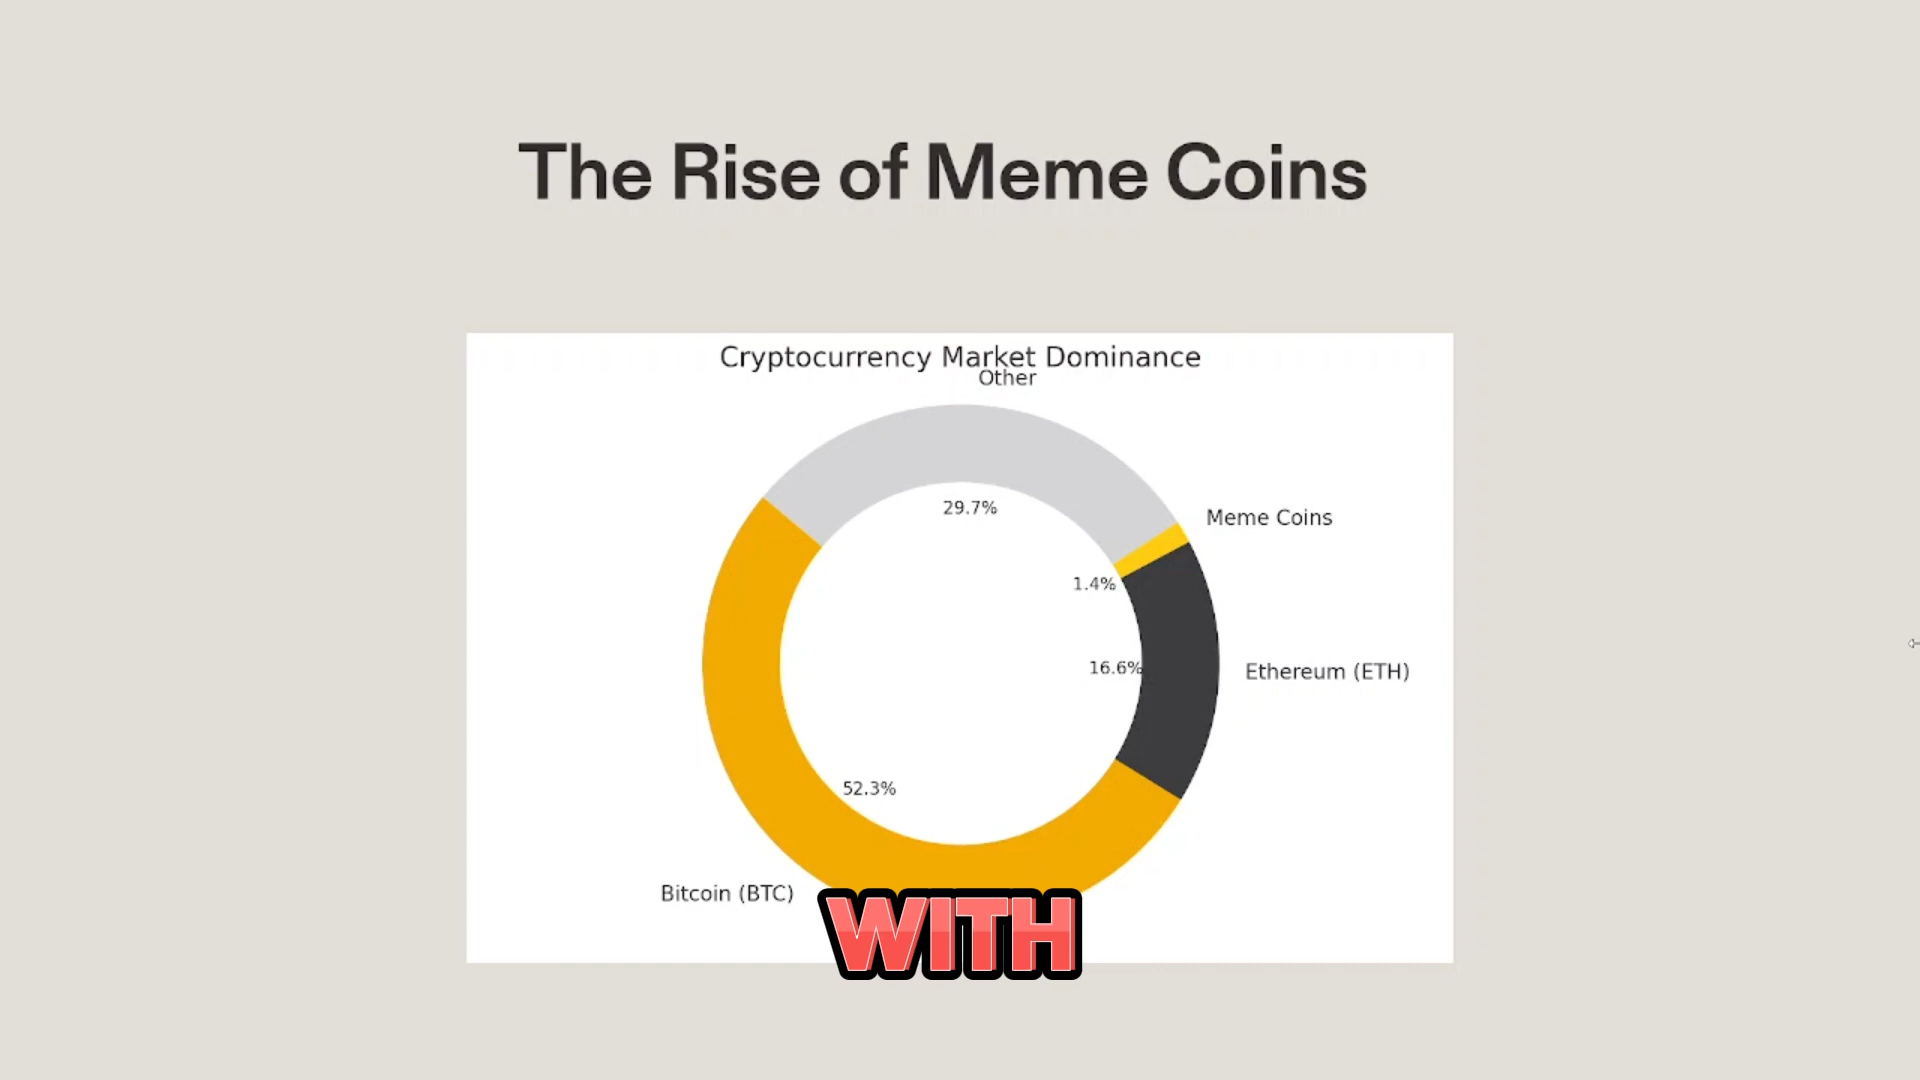 The Rise of Meme Coins
Cryptocurrency Market Dominance
Other
29.7%
Meme Coins
1.4%
16.6%
Ethereum (ETH)
52.3%
Bitcoin (BTC)
WITH